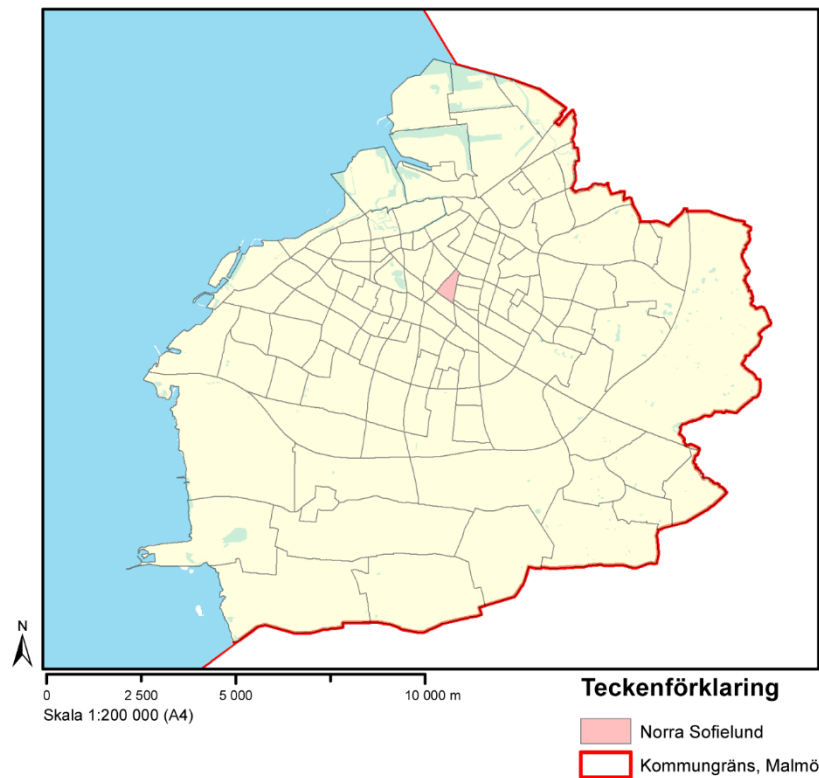 N
0 2 500 5 000 10 000 m
Skala 1:200 000 (A4)
Teckenförklaring
Norra Sofielund
Kommungräns, Malmö